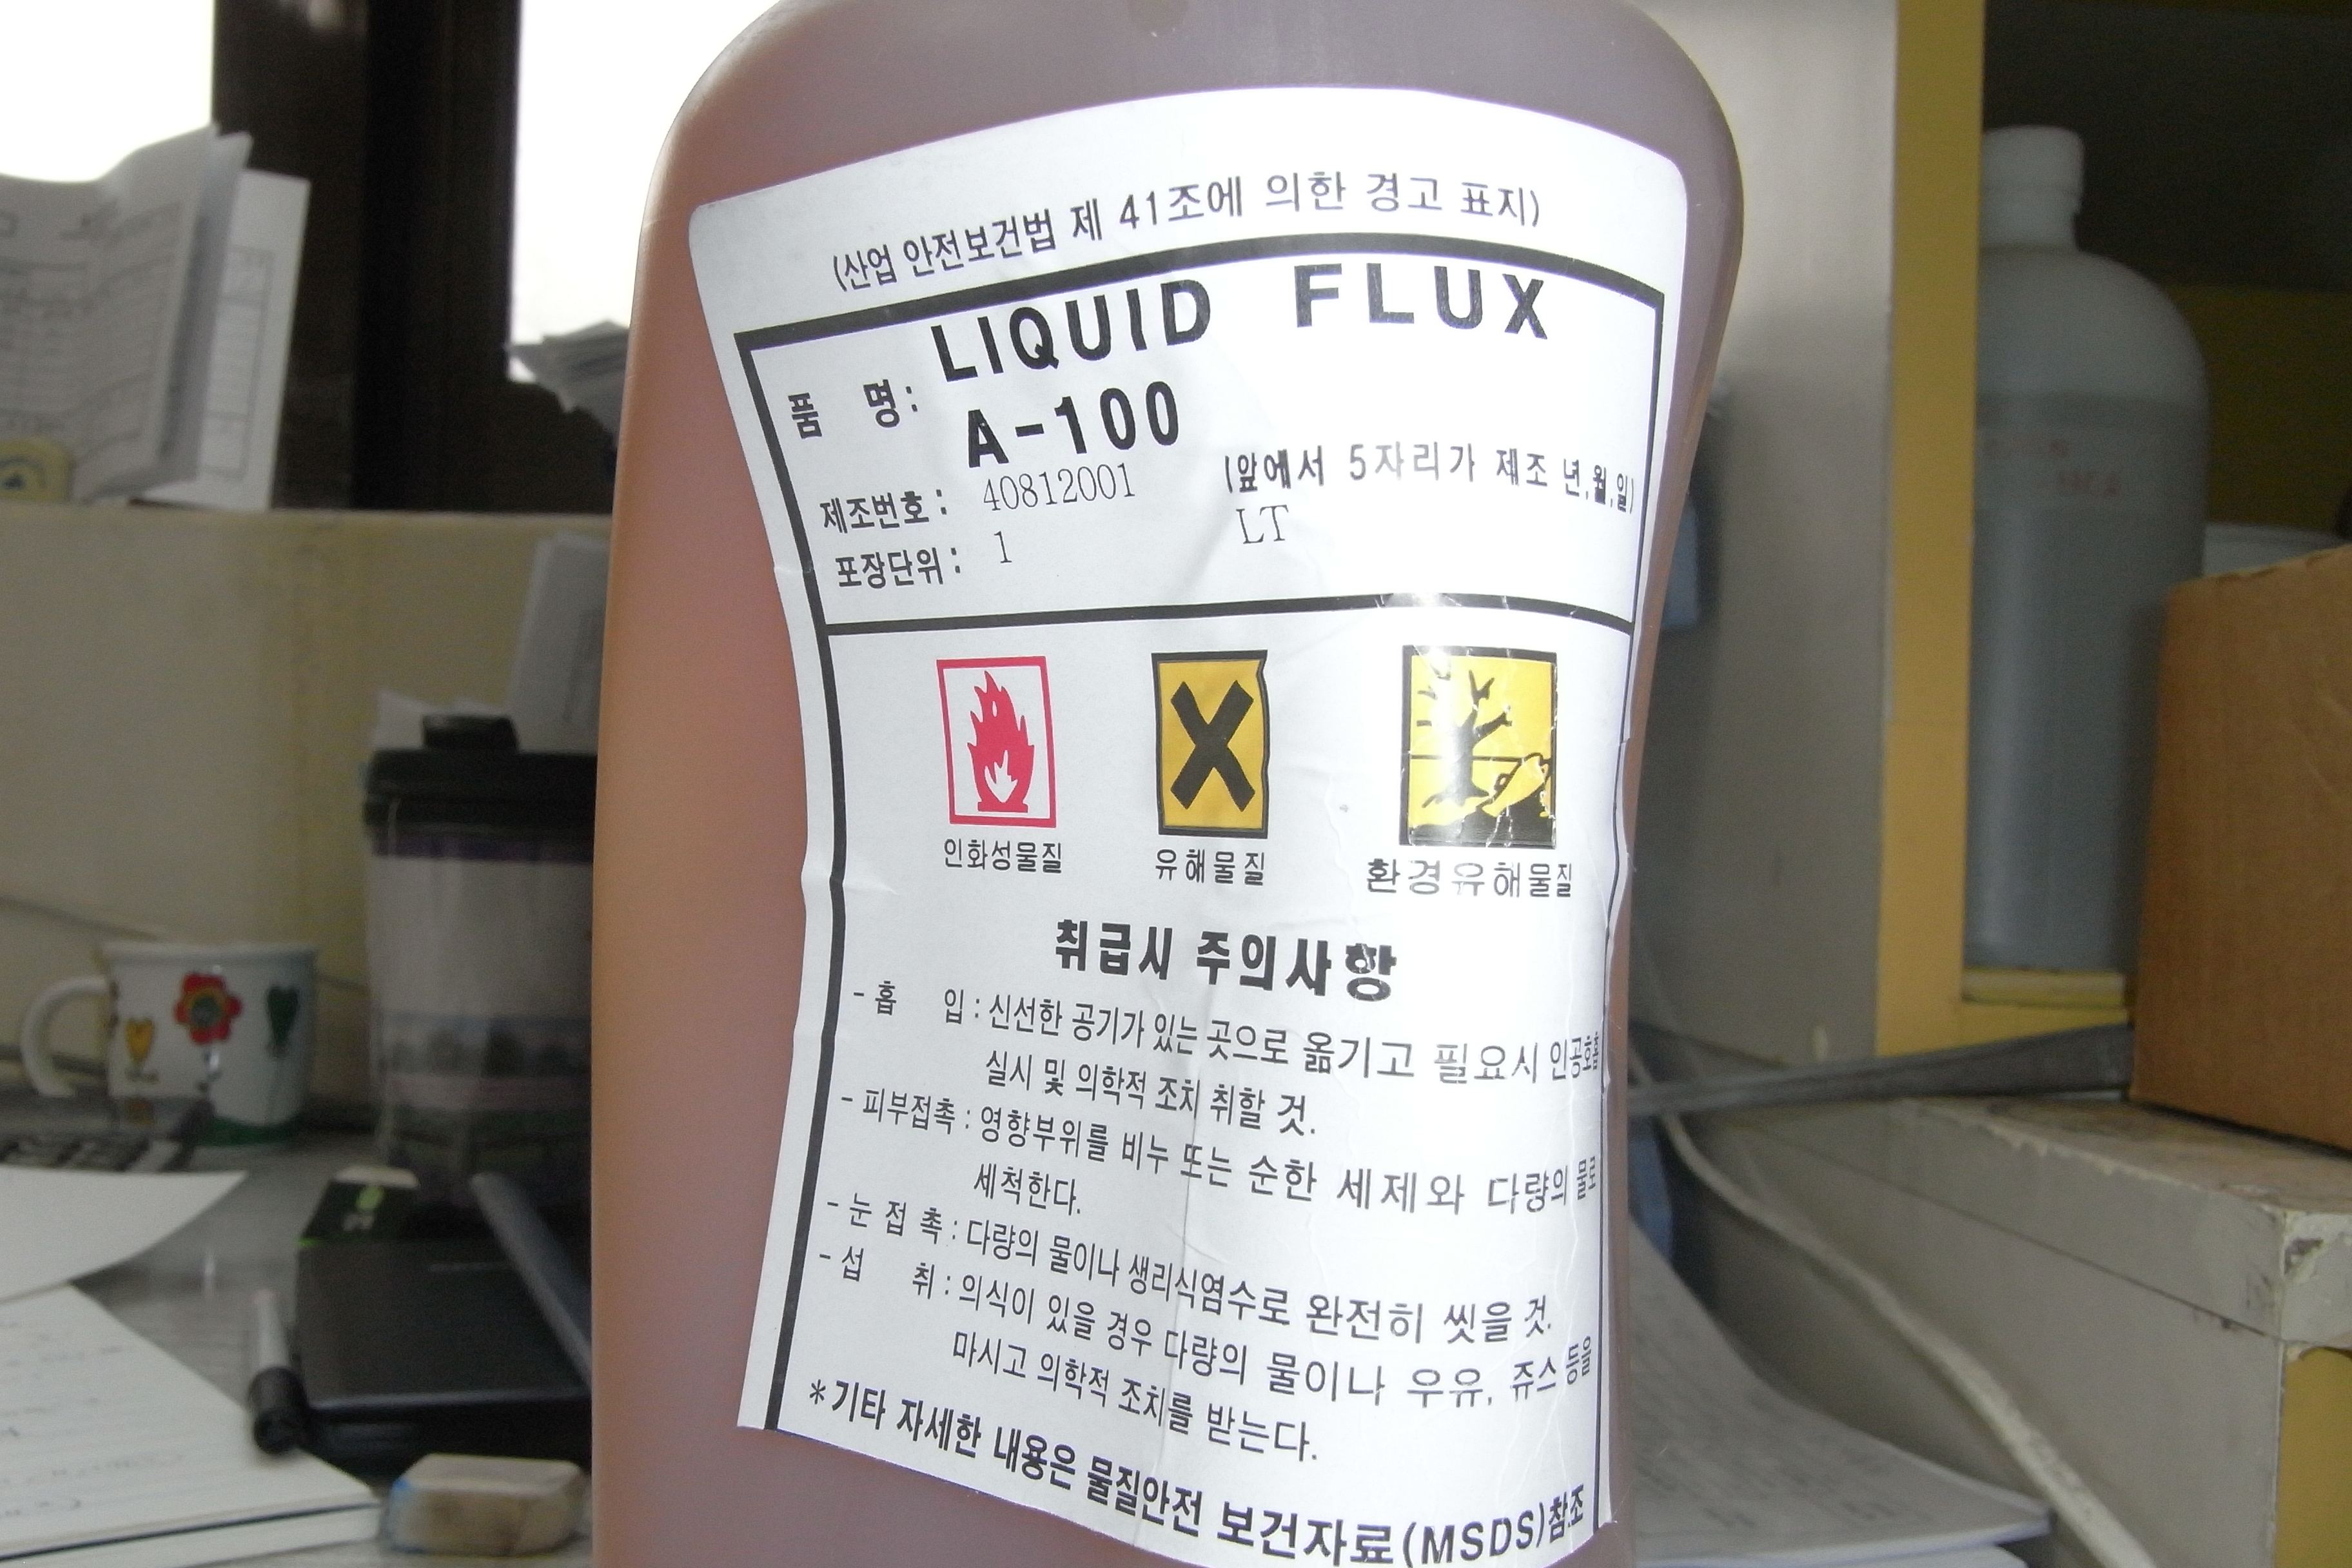 (산업 안전보건법 제 41조에 의한 경고 표지)
품 명: LIQUID FLUX
A-100
제조번호: 40812001 (앞에서 5자리가 제조 년,월,일)
포장단위: 1 LT
인화성물질 유해물질 환경유해물질
취급시 주의사항
- 흡 입 : 신선한 공기가 있는 곳으로 옮기고 필요시 인공호흡
실시 및 의학적 조치 취할 것.
- 피부접촉 : 영향부위를 비누 또는 순한 세제와 다량의 물로
세척한다.
- 눈 접 촉 : 다량의 물이나 생리식염수로 완전히 씻을 것.
- 섭 취 : 의식이 있을 경우 다량의 물이나 우유, 쥬스 등을
마시고 의학적 조치를 받는다.
*기타 자세한 내용은 물질안전 보건자료(MSDS)참조